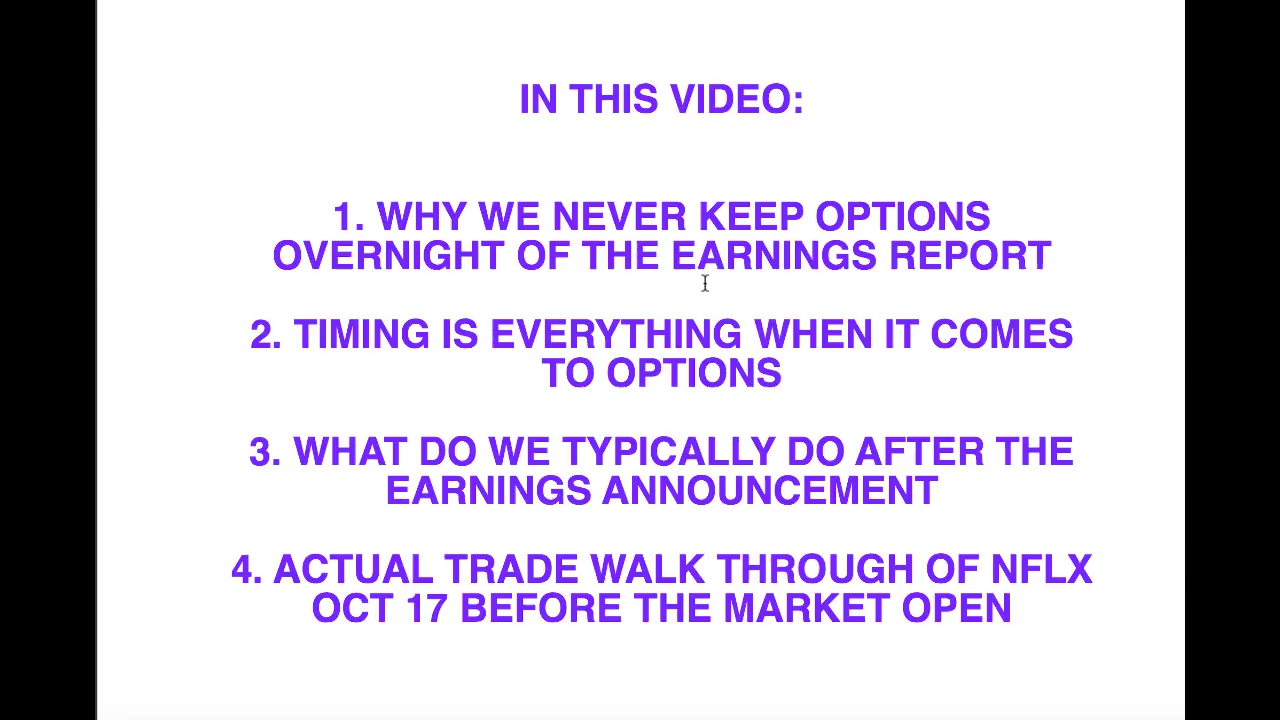 IN THIS VIDEO:
1. WHY WE NEVER KEEP OPTIONS
OVERNIGHT OF THE EARNINGS REPORT
2. TIMING IS EVERYTHING WHEN IT COMES
TO OPTIONS
3. WHAT DO WE TYPICALLY DO AFTER THE
EARNINGS ANNOUNCEMENT
4. ACTUAL TRADE WALK THROUGH OF NFLX
OCT 17 BEFORE THE MARKET OPEN